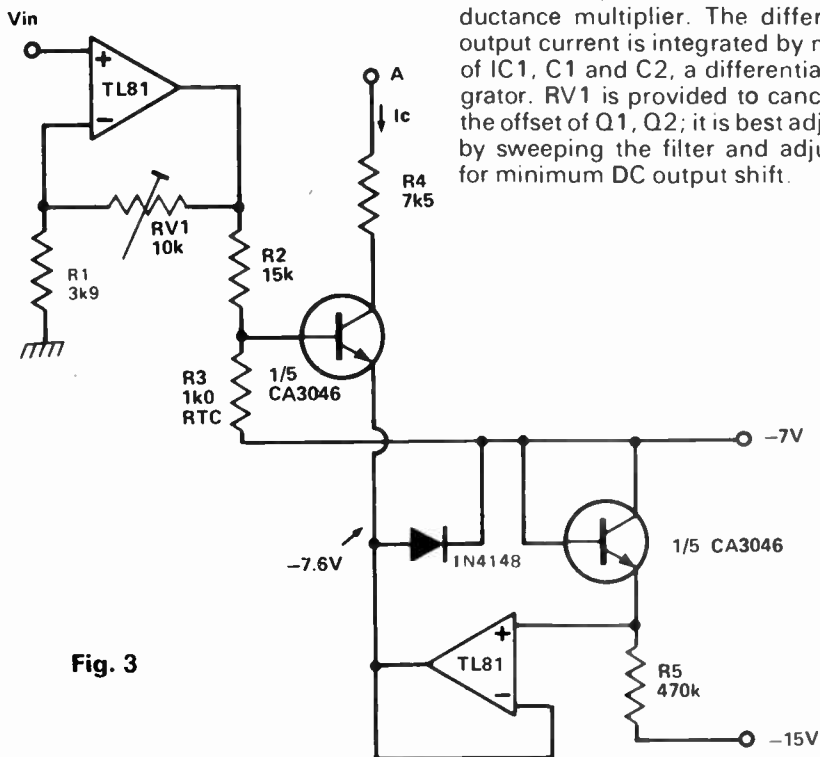 Vin
+
TL81
−
RV1
10k
R1
3k9
R2
15k
R3
1k0
RTC
1/5
CA3046
A
Ic
R4
7k5
ductance multiplier. The differ
output current is integrated by
of IC1, C1 and C2, a differential
grator. RV1 is provided to canc
the offset of Q1, Q2; it is best adj
by sweeping the filter and adju
for minimum DC output shift.
−7V
−7.6V
1N4148
1/5 CA3046
+
TL81
−
R5
470k
−15V
Fig. 3